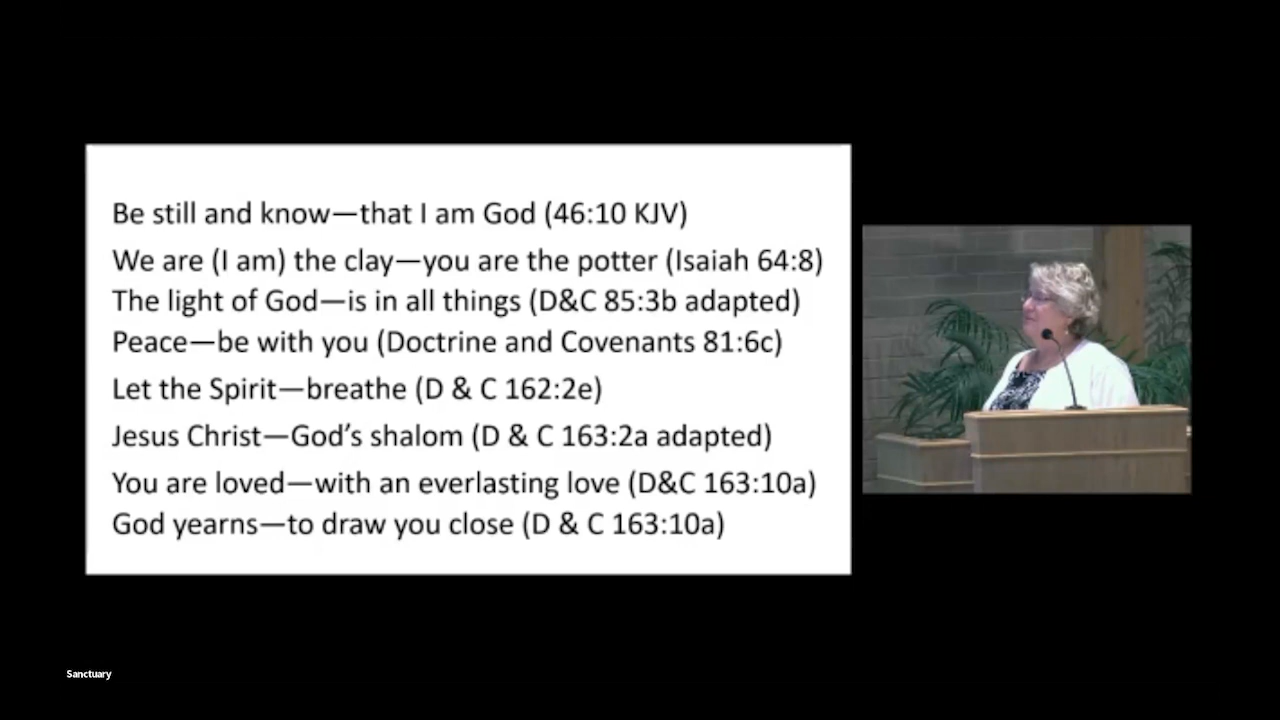 Be still and know—that I am God (46:10 KJV)
We are (I am) the clay—you are the potter (Isaiah 64:8)
The light of God—is in all things (D&C 85:3b adapted)
Peace—be with you (Doctrine and Covenants 81:6c)
Let the Spirit—breathe (D & C 162:2e)
Jesus Christ—God’s shalom (D & C 163:2a adapted)
You are loved—with an everlasting love (D&C 163:10a)
God yearns—to draw you close (D & C 163:10a)
Sanctuary